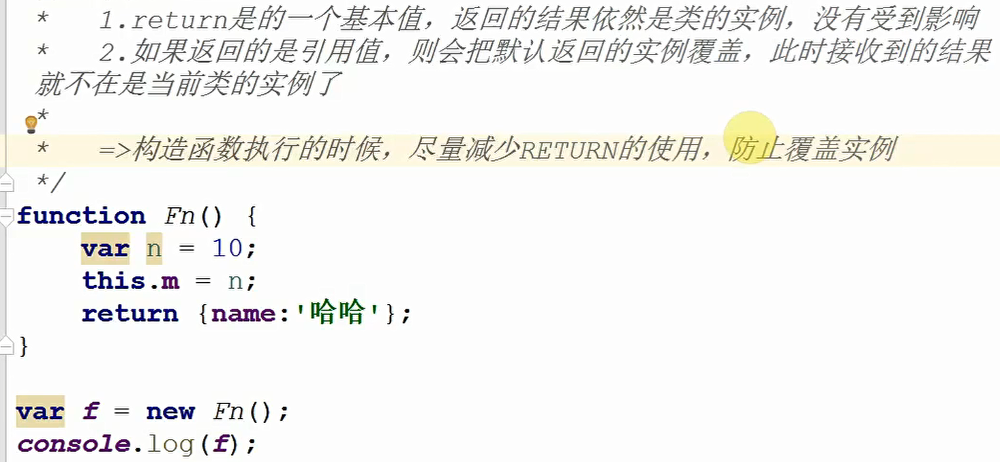 *   1.return是的一个基本值，返回的结果依然是类的实例，没有受到影响
*   2.如果返回的是引用值，则会把默认返回的实例覆盖，此时接收到的结果
就不在是当前类的实例了
*
*   =>构造函数执行的时候，尽量减少RETURN的使用，防止覆盖实例
*/
function Fn() {
    var n = 10;
    this.m = n;
    return {name:'哈哈'};
}
var f = new Fn();
console.log(f);